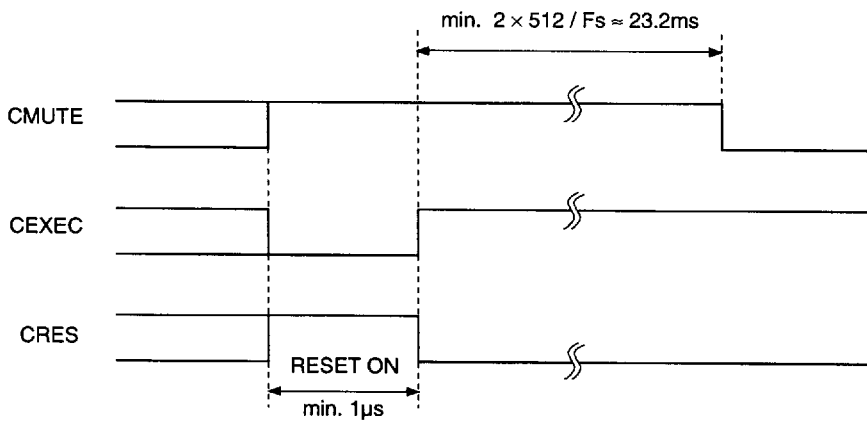 min. 2 × 512 / Fs ≈ 23.2ms
CMUTE
CEXEC
CRES
RESET ON
min. 1μs